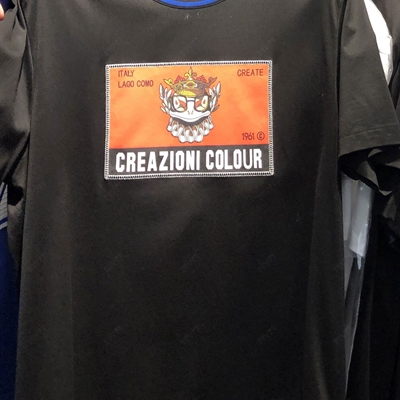 ITALY CREATE
LAGO COMO
1961 ©
CREAZIONI COLOUR